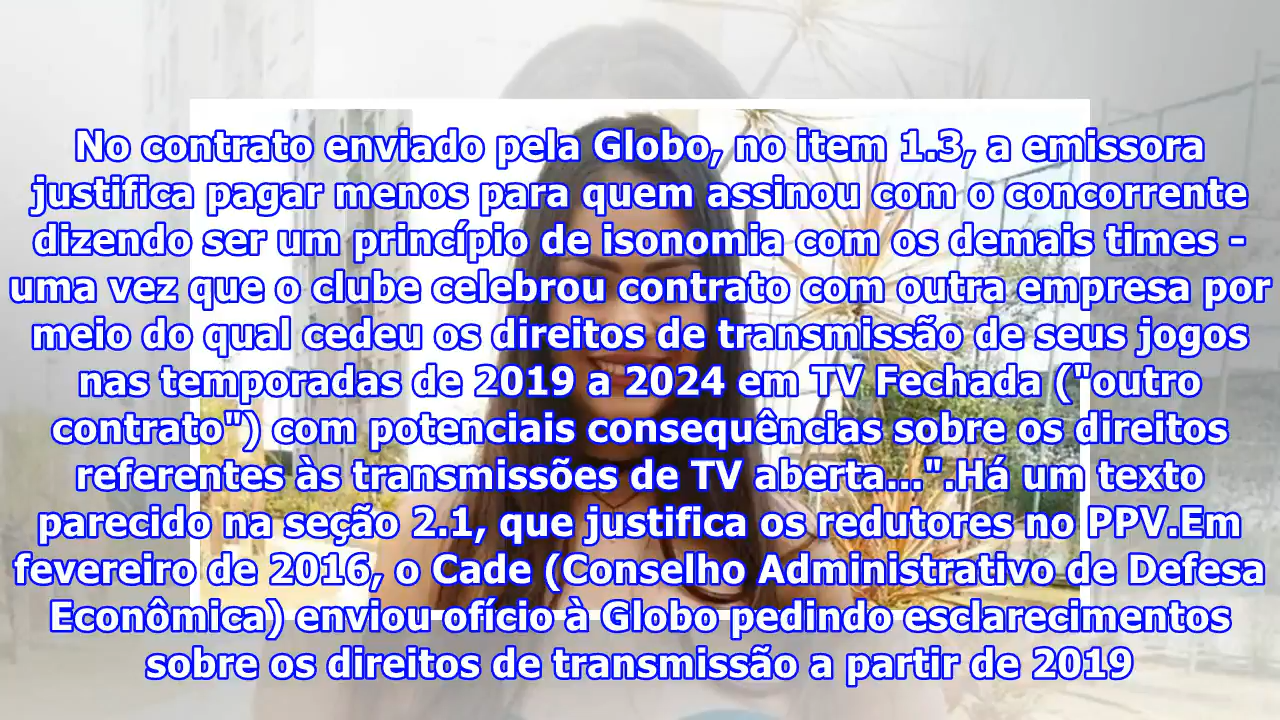 No contrato enviado pela Globo, no item 1.3, a emissora
justifica pagar menos para quem assinou com o concorrente
dizendo ser um princípio de isonomia com os demais times -
uma vez que o clube celebrou contrato com outra empresa por
meio do qual cedeu os direitos de transmissão de seus jogos
nas temporadas de 2019 a 2024 em TV Fechada ("outro
contrato") com potenciais consequências sobre os direitos
referentes às transmissões de TV aberta...".Há um texto
parecido na seção 2.1, que justifica os redutores no PPV.Em
fevereiro de 2016, o Cade (Conselho Administrativo de Defesa
Econômica) enviou ofício à Globo pedindo esclarecimentos
sobre os direitos de transmissão a partir de 2019